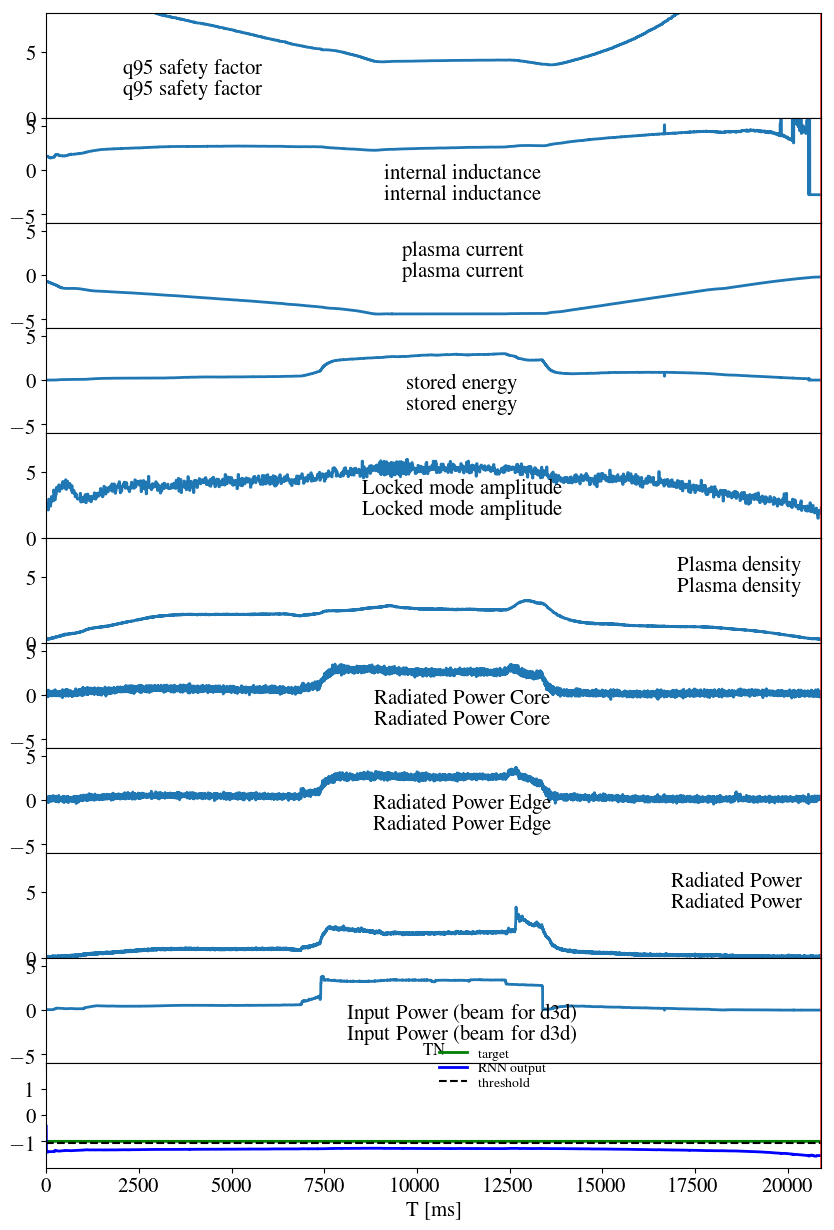 5
q95 safety factor
q95 safety factor
0
5
0
internal inductance
internal inductance
−5
5
plasma current
0
plasma current
−5
5
0
stored energy
stored energy
−5
5
Locked mode amplitude
Locked mode amplitude
Plasma density
5
Plasma density
0
5
0
Radiated Power Core
Radiated Power Core
−5
5
0
Radiated Power Edge
Radiated Power Edge
−5
Radiated Power
5
Radiated Power
0
5
0
Input Power (beam for d3d)
Input Power (beam for d3d)
TN
target
−5
RNN output
threshold
1
0
−1
0 2500 5000 7500 10000 12500 15000 17500 20000
T [ms]